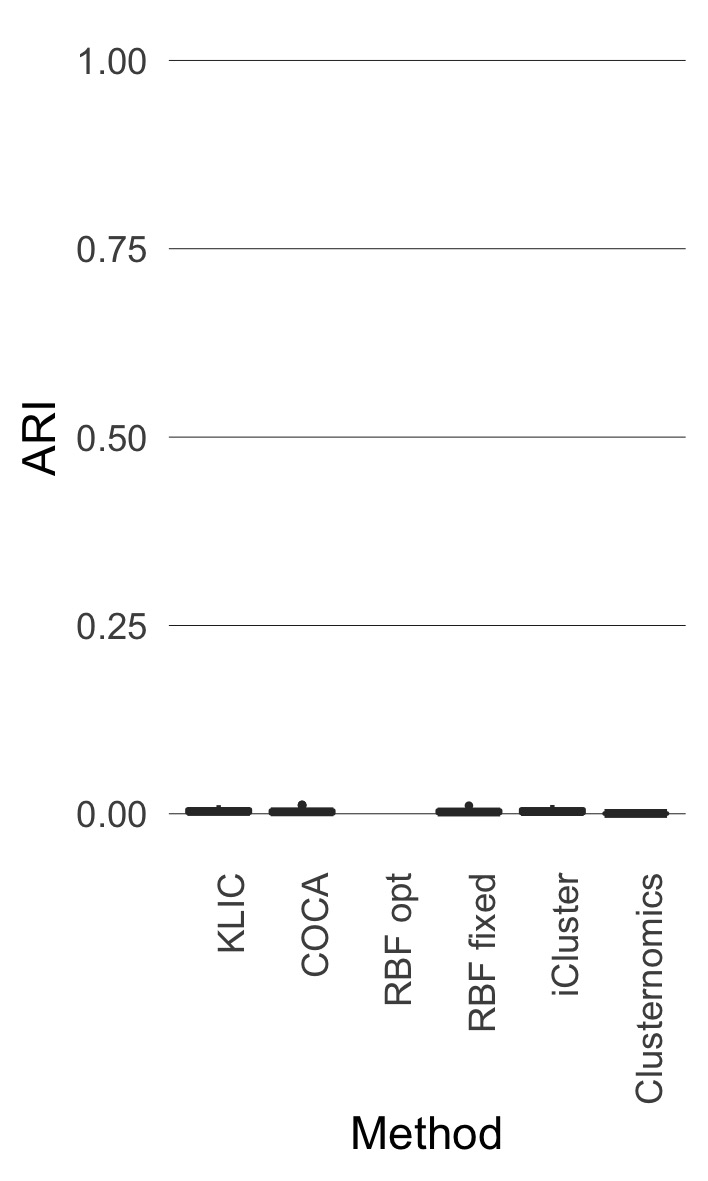 1.00
0.75
0.50
0.25
0.00
ARI
KLIC
COCA
RBF opt
RBF fixed
iCluster
Clusternomics
Method